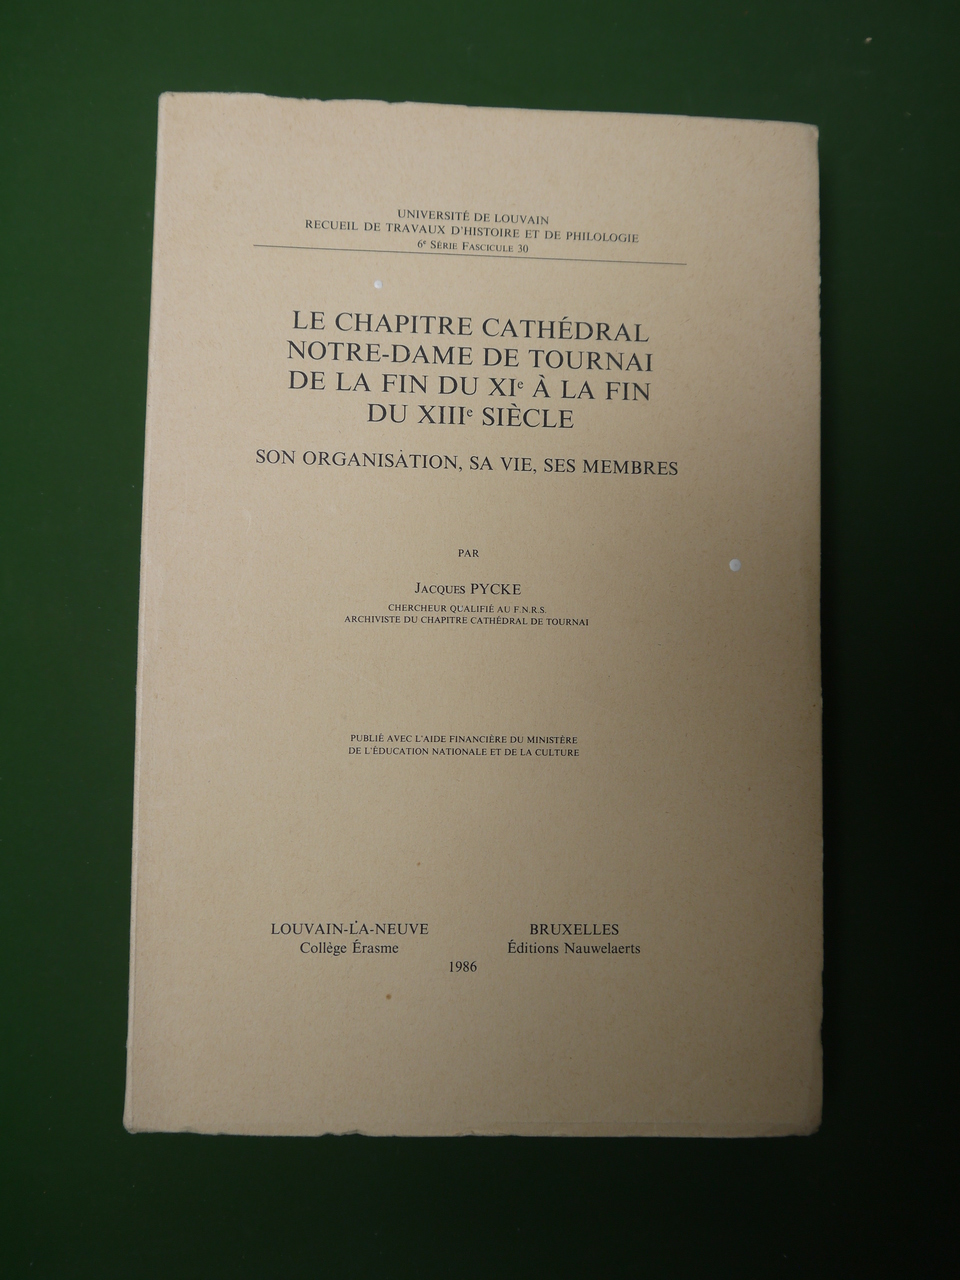 UNIVERSITÉ DE LOUVAIN
RECUEIL DE TRAVAUX D'HISTOIRE ET DE PHILOLOGIE
6e SÉRIE FASCICULE 30
LE CHAPITRE CATHÉDRAL
NOTRE-DAME DE TOURNAI
DE LA FIN DU XIe À LA FIN
DU XIIIe SIÈCLE
SON ORGANISATION, SA VIE, SES MEMBRES
PAR
JACQUES PYCKE
CHERCHEUR QUALIFIÉ AU F.N.R.S.
ARCHIVISTE DU CHAPITRE CATHÉDRAL DE TOURNAI
PUBLIÉ AVEC L'AIDE FINANCIÈRE DU MINISTÈRE
DE L'ÉDUCATION NATIONALE ET DE LA CULTURE
LOUVAIN-LA-NEUVE BRUXELLES
Collège Érasme Éditions Nauwelaerts
1986